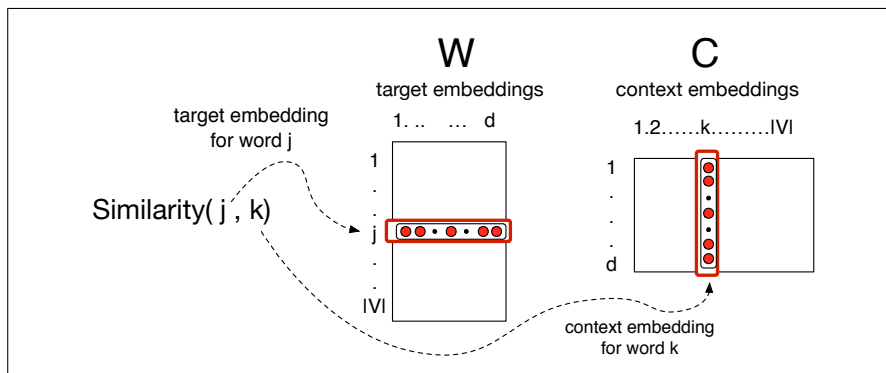 W
target embeddings
1. .. ... d
1
.
.
j
.
.
|V|
C
context embeddings
1.2......k.........|V|
1
.
.
.
d
target embedding
for word j
Similarity( j , k)
context embedding
for word k